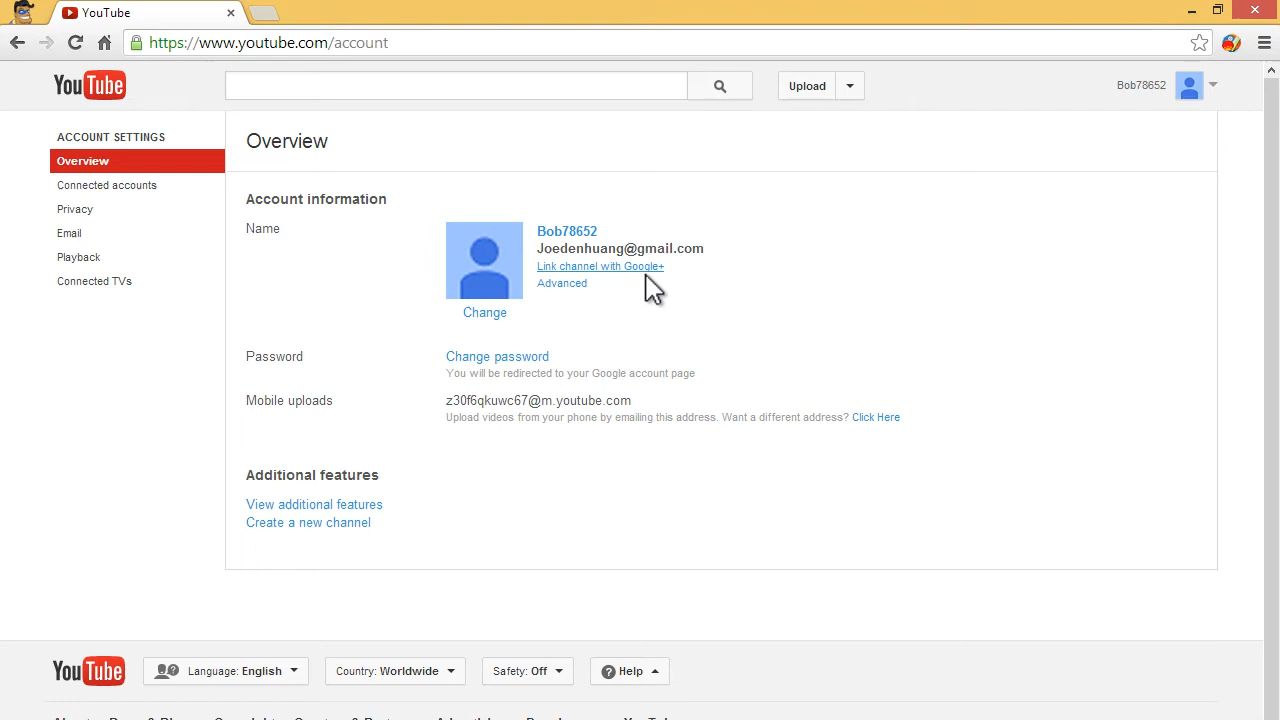 YouTube
https://www.youtube.com/account
YouTube
Upload
Bob78652
ACCOUNT SETTINGS
Overview
Connected accounts
Privacy
Email
Playback
Connected TVs
Overview
Account information
Name
Bob78652
Joedenhuang@gmail.com
Link channel with Google+
Advanced
Change
Password
Change password
You will be redirected to your Google account page
Mobile uploads
z30f6qkuwc67@m.youtube.com
Upload videos from your phone by emailing this address. Want a different address? Click Here
Additional features
View additional features
Create a new channel
YouTube
Language: English
Country: Worldwide
Safety: Off
Help